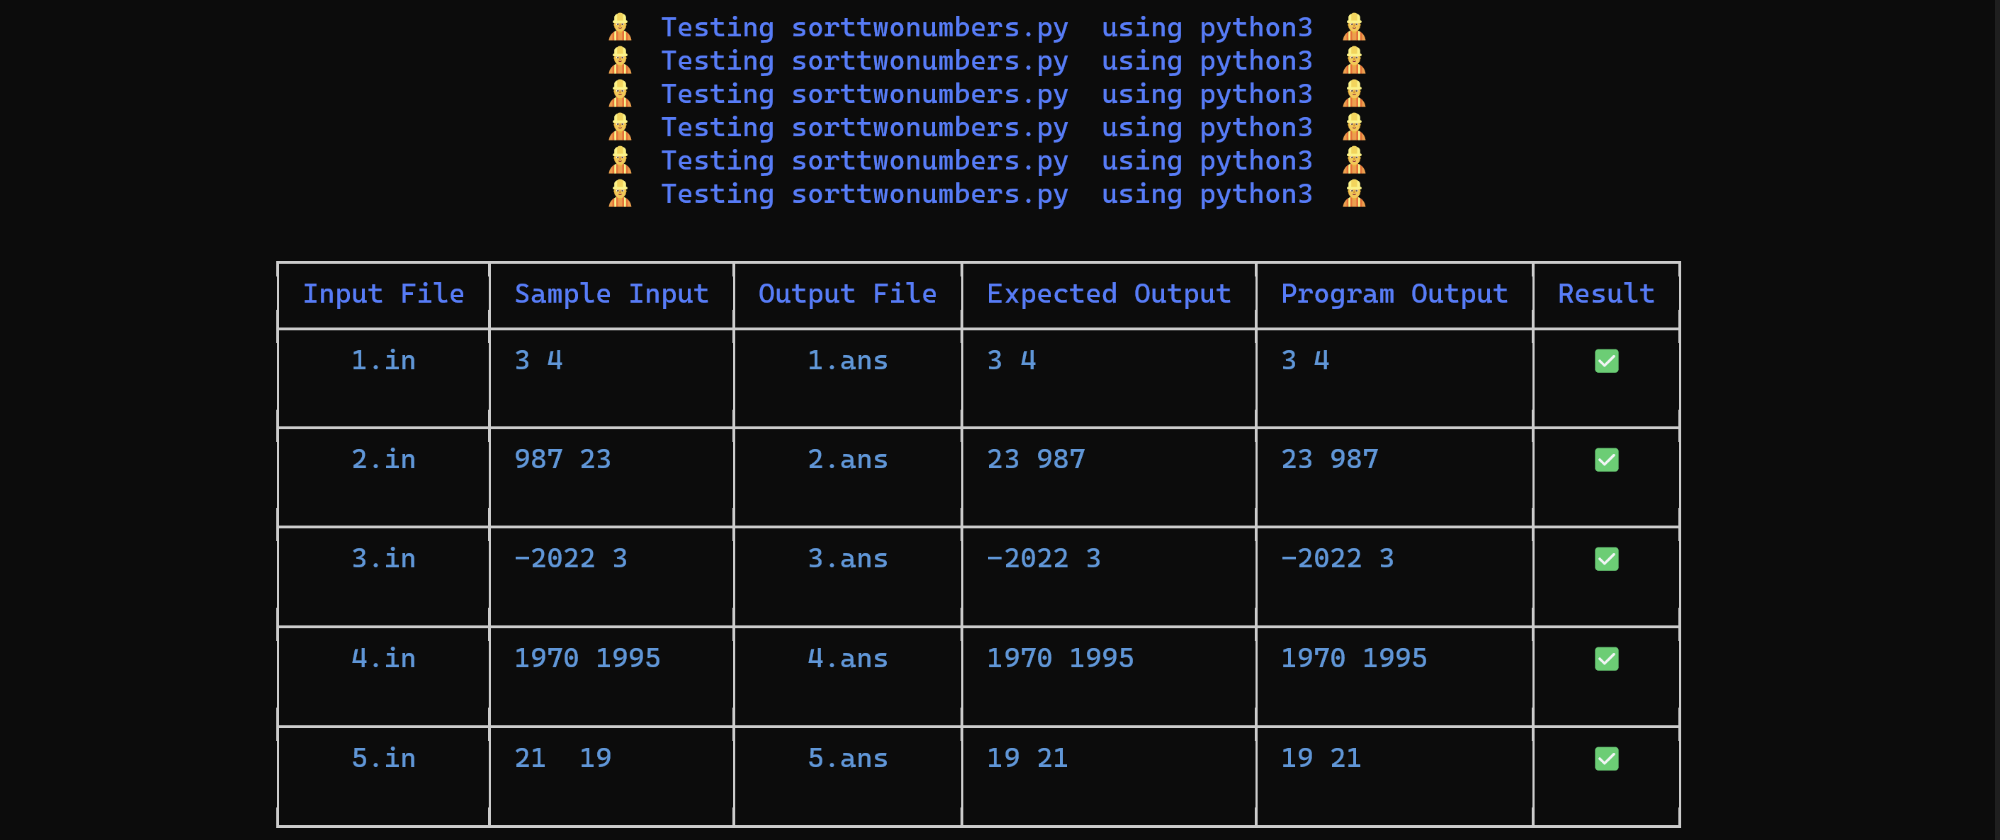 Testing sorttwonumbers.py  using python3
Testing sorttwonumbers.py  using python3
Testing sorttwonumbers.py  using python3
Testing sorttwonumbers.py  using python3
Testing sorttwonumbers.py  using python3
Testing sorttwonumbers.py  using python3
Input File Sample Input Output File Expected Output Program Output Result
1.in 3 4 1.ans 3 4 3 4 ✅
2.in 987 23 2.ans 23 987 23 987 ✅
3.in -2022 3 3.ans -2022 3 -2022 3 ✅
4.in 1970 1995 4.ans 1970 1995 1970 1995 ✅
5.in 21  19 5.ans 19 21 19 21 ✅